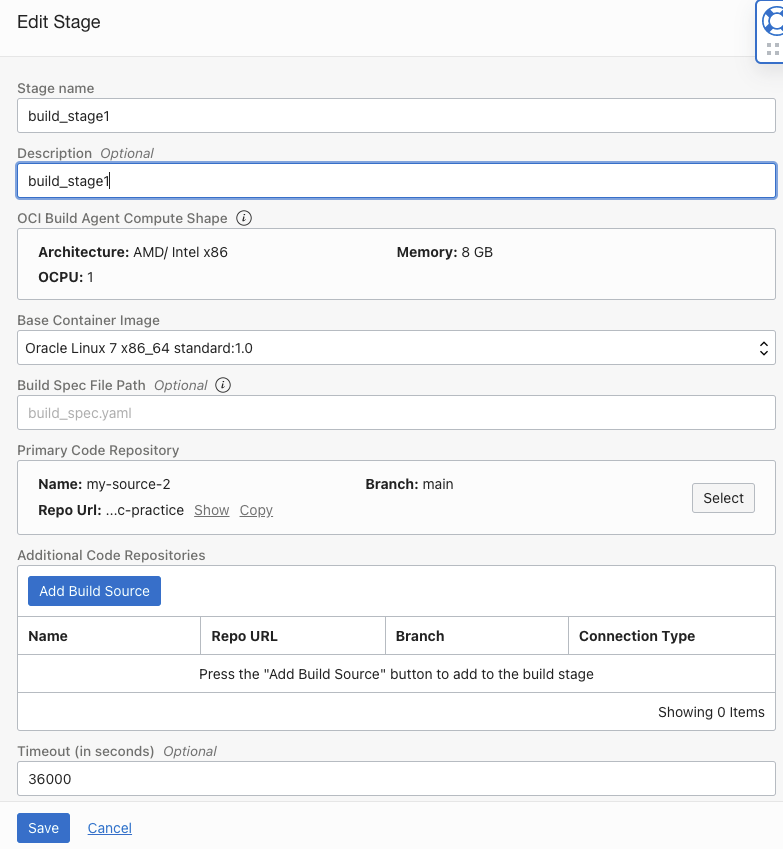 Edit Stage
Stage name
build_stage1
Description Optional
build_stage1
OCI Build Agent Compute Shape
Architecture: AMD/ Intel x86 Memory: 8 GB
OCPU: 1
Base Container Image
Oracle Linux 7 x86_64 standard:1.0
Build Spec File Path Optional
build_spec.yaml
Primary Code Repository
Name: my-source-2 Branch: main
Select
Repo Url: ...c-practice Show Copy
Additional Code Repositories
Add Build Source
Name Repo URL Branch Connection Type
Press the "Add Build Source" button to add to the build stage
Showing 0 Items
Timeout (in seconds) Optional
36000
Save Cancel